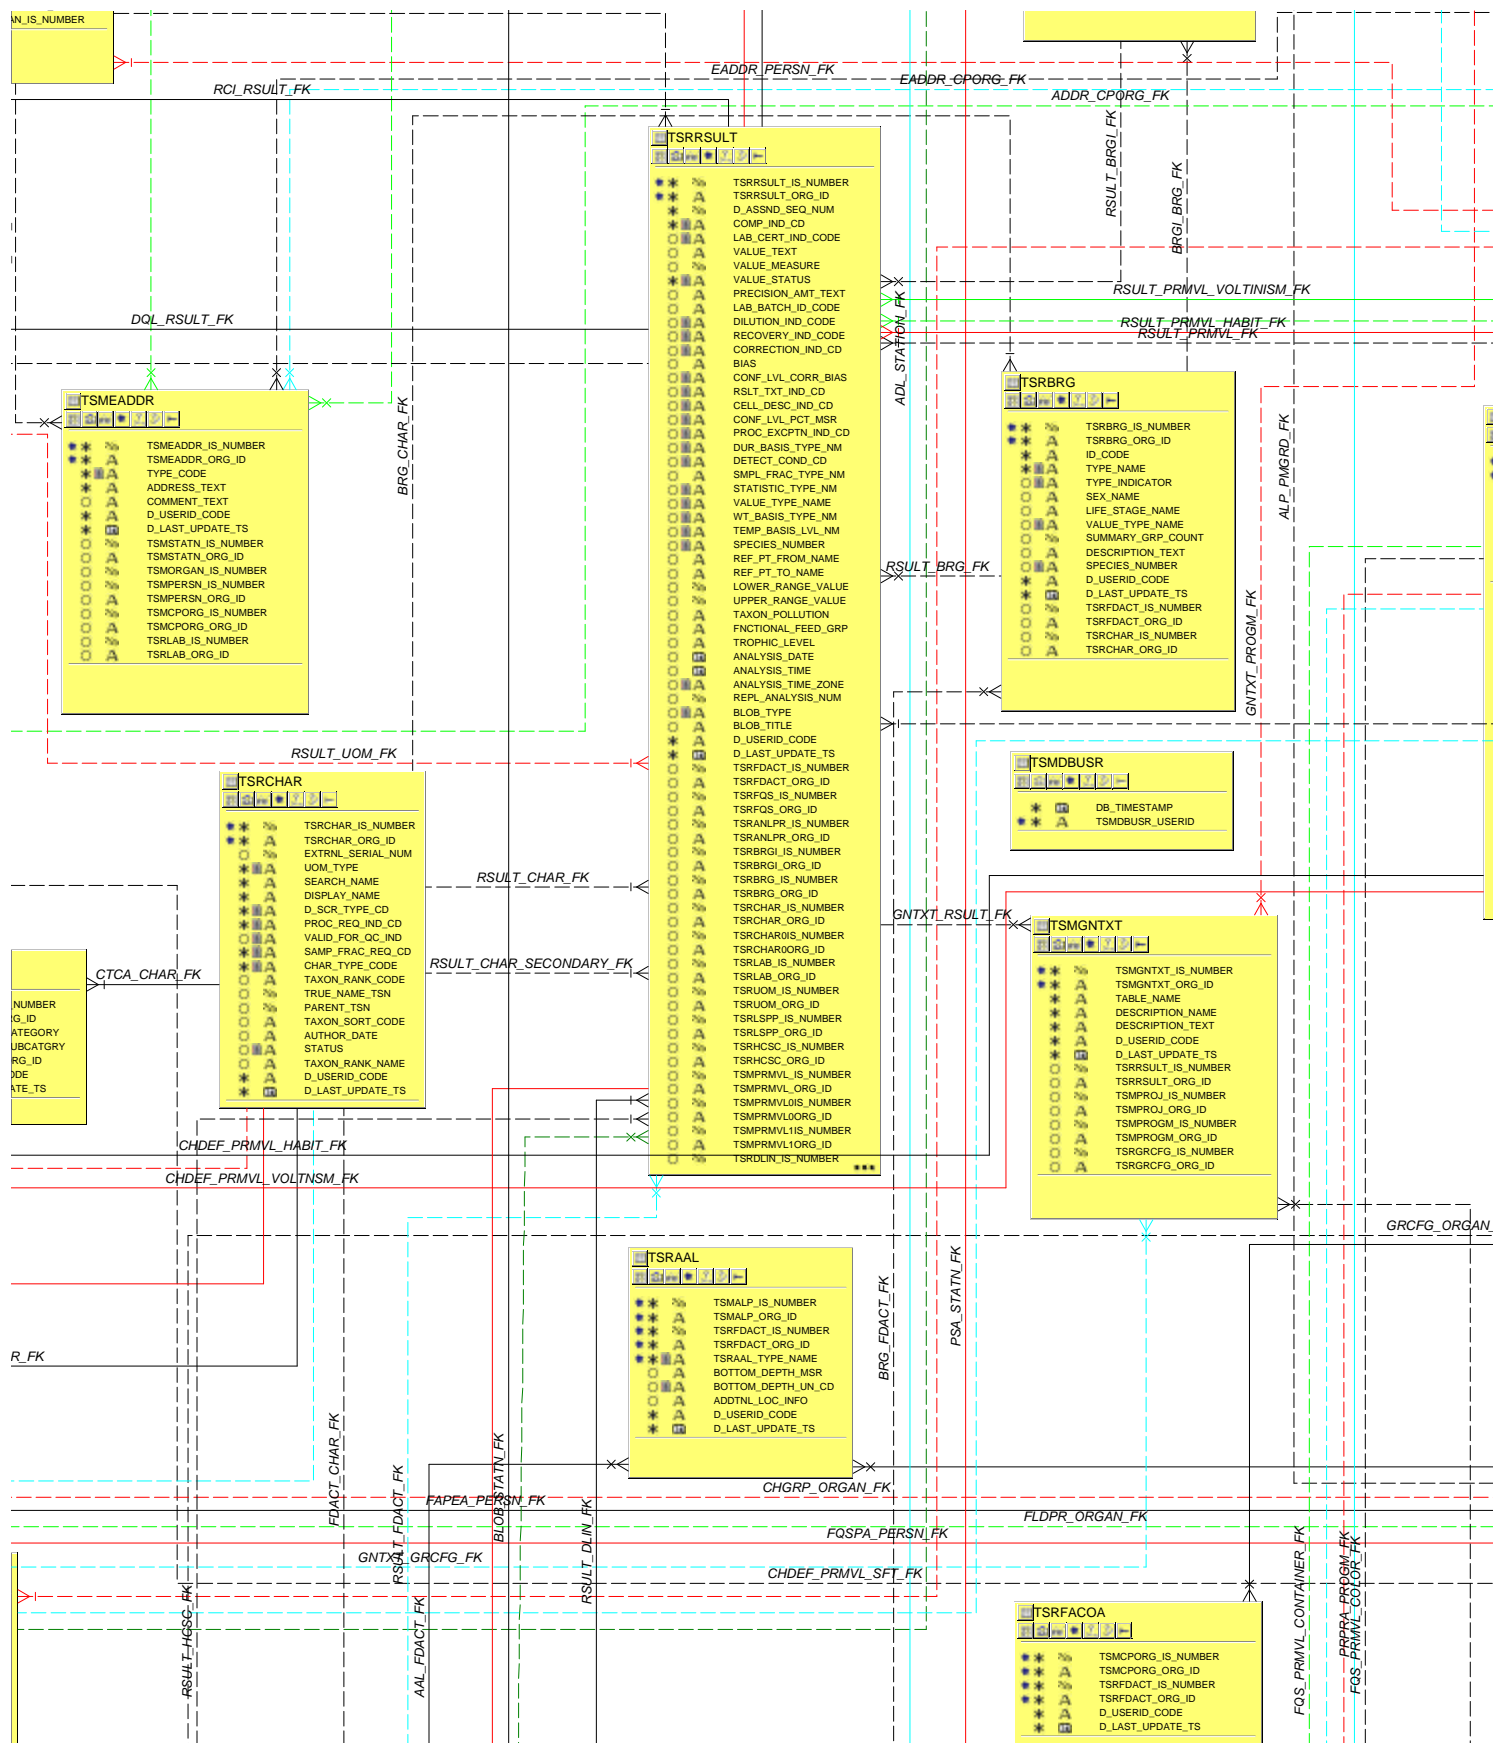 AN_IS_NUMBER
EADDR_PERSN_FK
EADDR_CPORG_FK
RCI_RSULT_FK
ADDR_CPORG_FK
RSULT_BRGI_FK
BRGI_BRG_FK
TSRRSULT
TSRRSULT_IS_NUMBER
TSRRSULT_ORG_ID
D_ASSND_SEQ_NUM
COMP_IND_CD
LAB_CERT_IND_CODE
VALUE_TEXT
VALUE_MEASURE
VALUE_STATUS
PRECISION_AMT_TEXT
LAB_BATCH_ID_CODE
DILUTION_IND_CODE
RECOVERY_IND_CODE
CORRECTION_IND_CD
BIAS
CONF_LVL_CORR_BIAS
RSLT_TXT_IND_CD
CELL_DESC_IND_CD
CONF_LVL_PCT_MSR
PROC_EXCPTN_IND_CD
DUR_BASIS_TYPE_NM
DETECT_COND_CD
SMPL_FRAC_TYPE_NM
STATISTIC_TYPE_NM
VALUE_TYPE_NAME
WT_BASIS_TYPE_NM
TEMP_BASIS_LVL_NM
SPECIES_NUMBER
REF_PT_FROM_NAME
REF_PT_TO_NAME
LOWER_RANGE_VALUE
UPPER_RANGE_VALUE
TAXON_POLLUTION
FNCTIONAL_FEED_GRP
TROPHIC_LEVEL
ANALYSIS_DATE
ANALYSIS_TIME
ANALYSIS_TIME_ZONE
REPL_ANALYSIS_NUM
BLOB_TYPE
BLOB_TITLE
D_USERID_CODE
D_LAST_UPDATE_TS
TSRFDACT_IS_NUMBER
TSRFDACT_ORG_ID
TSRFQS_IS_NUMBER
TSRFQS_ORG_ID
TSRANLPR_IS_NUMBER
TSRANLPR_ORG_ID
TSRBRGI_IS_NUMBER
TSRBRGI_ORG_ID
TSRBRG_IS_NUMBER
TSRBRG_ORG_ID
TSRCHAR_IS_NUMBER
TSRCHAR_ORG_ID
TSRCHAR0IS_NUMBER
TSRCHAR0ORG_ID
TSRLAB_IS_NUMBER
TSRLAB_ORG_ID
TSRUOM_IS_NUMBER
TSRUOM_ORG_ID
TSRLSPP_IS_NUMBER
TSRLSPP_ORG_ID
TSRHCSC_IS_NUMBER
TSRHCSC_ORG_ID
TSMPRMVL_IS_NUMBER
TSMPRMVL_ORG_ID
TSMPRMVL0IS_NUMBER
TSMPRMVL0ORG_ID
TSMPRMVL1IS_NUMBER
TSMPRMVL1ORG_ID
TSRDLIN_IS_NUMBER
DQL_RSULT_FK
RSULT_PRMVL_VOLTINISM_FK
RSULT_PRMVL_HABIT_FK
RSULT_PRMVL_FK
ADL_STATION_FK
BRG_CHAR_FK
TSMEADDR
TSMEADDR_IS_NUMBER
TSMEADDR_ORG_ID
TYPE_CODE
ADDRESS_TEXT
COMMENT_TEXT
D_USERID_CODE
D_LAST_UPDATE_TS
TSMSTATN_IS_NUMBER
TSMSTATN_ORG_ID
TSMORGAN_IS_NUMBER
TSMPERSN_IS_NUMBER
TSMPERSN_ORG_ID
TSMCPORG_IS_NUMBER
TSMCPORG_ORG_ID
TSRLAB_IS_NUMBER
TSRLAB_ORG_ID
TSRBRG
TSRBRG_IS_NUMBER
TSRBRG_ORG_ID
ID_CODE
TYPE_NAME
TYPE_INDICATOR
SEX_NAME
LIFE_STAGE_NAME
VALUE_TYPE_NAME
SUMMARY_GRP_COUNT
DESCRIPTION_TEXT
SPECIES_NUMBER
D_USERID_CODE
D_LAST_UPDATE_TS
TSRFDACT_IS_NUMBER
TSRFDACT_ORG_ID
TSRCHAR_IS_NUMBER
TSRCHAR_ORG_ID
RSULT_BRG_FK
ALP_PMGRD_FK
GNTXT_PROGM_FK
RSULT_UOM_FK
TSMDBUSR
DB_TIMESTAMP
TSMDBUSR_USERID
TSRCHAR
TSRCHAR_IS_NUMBER
TSRCHAR_ORG_ID
EXTRNL_SERIAL_NUM
UOM_TYPE
SEARCH_NAME
DISPLAY_NAME
D_SCR_TYPE_CD
PROC_REQ_IND_CD
VALID_FOR_QC_IND
SAMP_FRAC_REQ_CD
CHAR_TYPE_CODE
TAXON_RANK_CODE
TRUE_NAME_TSN
PARENT_TSN
TAXON_SORT_CODE
AUTHOR_DATE
STATUS
TAXON_RANK_NAME
D_USERID_CODE
D_LAST_UPDATE_TS
RSULT_CHAR_FK
RSULT_CHAR_SECONDARY_FK
CTCA_CHAR_FK
NUMBER
RG_ID
ATEGORY
UBCATGRY
RG_ID
ODE
ATE_TS
GNTXT_RSULT_FK
TSMGNTXT
TSMGNTXT_IS_NUMBER
TSMGNTXT_ORG_ID
TABLE_NAME
DESCRIPTION_NAME
DESCRIPTION_TEXT
D_USERID_CODE
D_LAST_UPDATE_TS
TSRRSULT_IS_NUMBER
TSRRSULT_ORG_ID
TSMPROJ_IS_NUMBER
TSMPROJ_ORG_ID
TSMPROGM_IS_NUMBER
TSMPROGM_ORG_ID
TSRGRCFG_IS_NUMBER
TSRGRCFG_ORG_ID
CHDEF_PRMVL_HABIT_FK
CHDEF_PRMVL_VOLTNSM_FK
GRCFG_ORGAN_
TSRAAL
TSMALP_IS_NUMBER
TSMALP_ORG_ID
TSRFDACT_IS_NUMBER
TSRFDACT_ORG_ID
TSRAAL_TYPE_NAME
BOTTOM_DEPTH_MSR
BOTTOM_DEPTH_UN_CD
ADDTNL_LOC_INFO
D_USERID_CODE
D_LAST_UPDATE_TS
BRG_FDACT_FK
PSA_STATN_FK
R_FK
FDACT_CHAR_FK
RSULT_FDACT_FK
BLOB_STATN_FK
RSULT_DLIN_FK
CHGRP_ORGAN_FK
FAPEA_PERSN_FK
FLDPR_ORGAN_FK
FQSPA_PERSN_FK
GNTXT_GRCFG_FK
CHDEF_PRMVL_SFT_FK
RSULT_HCSC_FK
AAL_FDACT_FK
FQS_PRMVL_CONTAINER_FK
PRPRA_PROGM_FK
FQS_PRMVL_COLOR_FK
TSRFACOA
TSMCPORG_IS_NUMBER
TSMCPORG_ORG_ID
TSRFDACT_IS_NUMBER
TSRFDACT_ORG_ID
D_USERID_CODE
D_LAST_UPDATE_TS